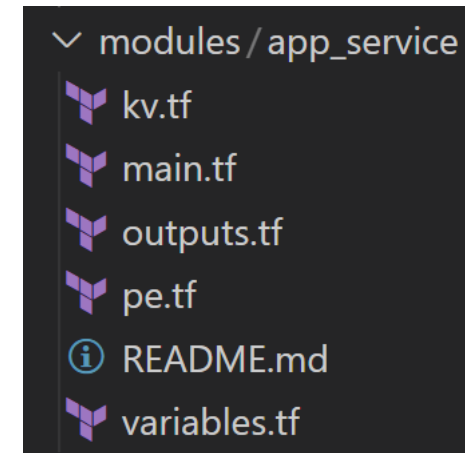 modules / app_service
kv.tf
main.tf
outputs.tf
pe.tf
README.md
variables.tf